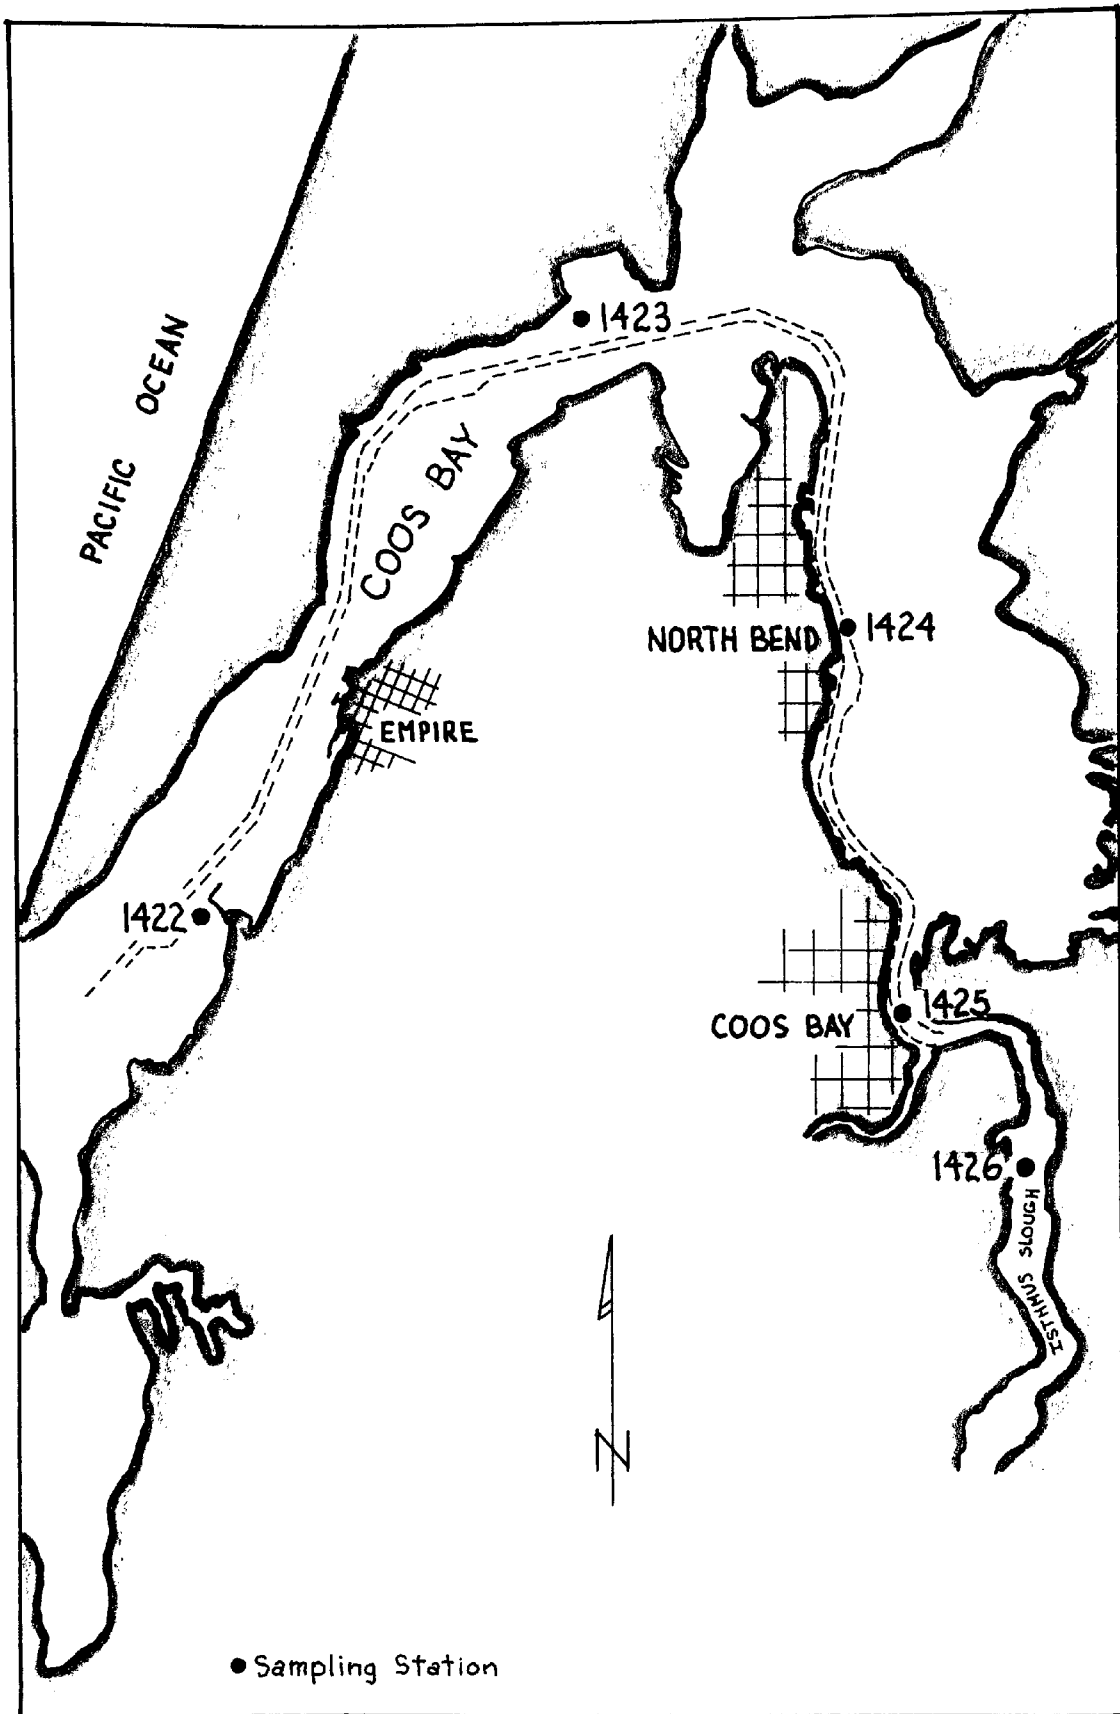 1423
PACIFIC OCEAN
COOS BAY
1424
NORTH BEND
EMPIRE
1422
1425
COOS BAY
1426
ISTHMUS SLOUGH
N
Sampling Station